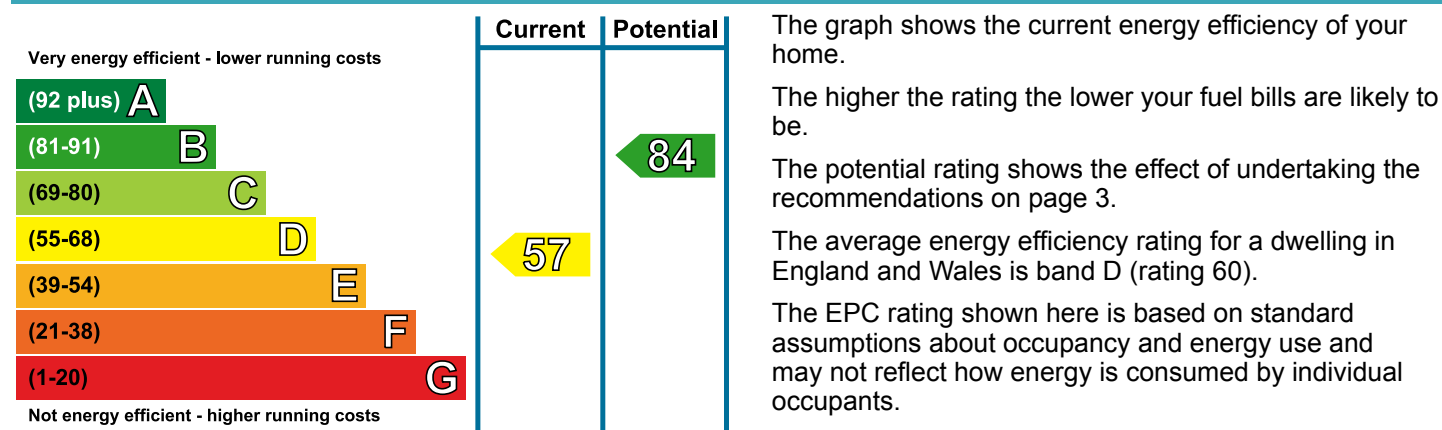 Current Potential
Very energy efficient - lower running costs
(92 plus) A
(81-91) B
84
(69-80) C
(55-68) D
57
(39-54) E
(21-38) F
(1-20) G
Not energy efficient - higher running costs
The graph shows the current energy efficiency of your
home.
The higher the rating the lower your fuel bills are likely to
be.
The potential rating shows the effect of undertaking the
recommendations on page 3.
The average energy efficiency rating for a dwelling in
England and Wales is band D (rating 60).
The EPC rating shown here is based on standard
assumptions about occupancy and energy use and
may not reflect how energy is consumed by individual
occupants.